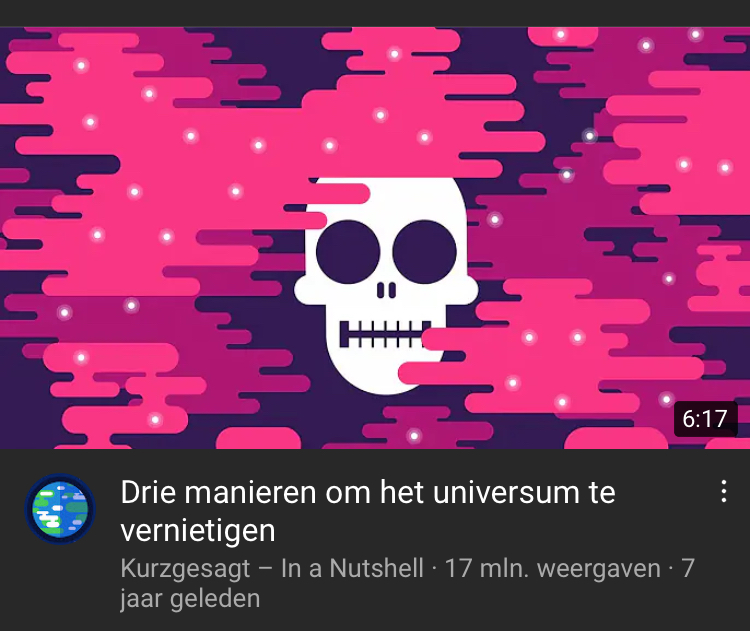 6:17
Drie manieren om het universum te
vernietigen
Kurzgesagt – In a Nutshell · 17 mln. weergaven · 7
jaar geleden